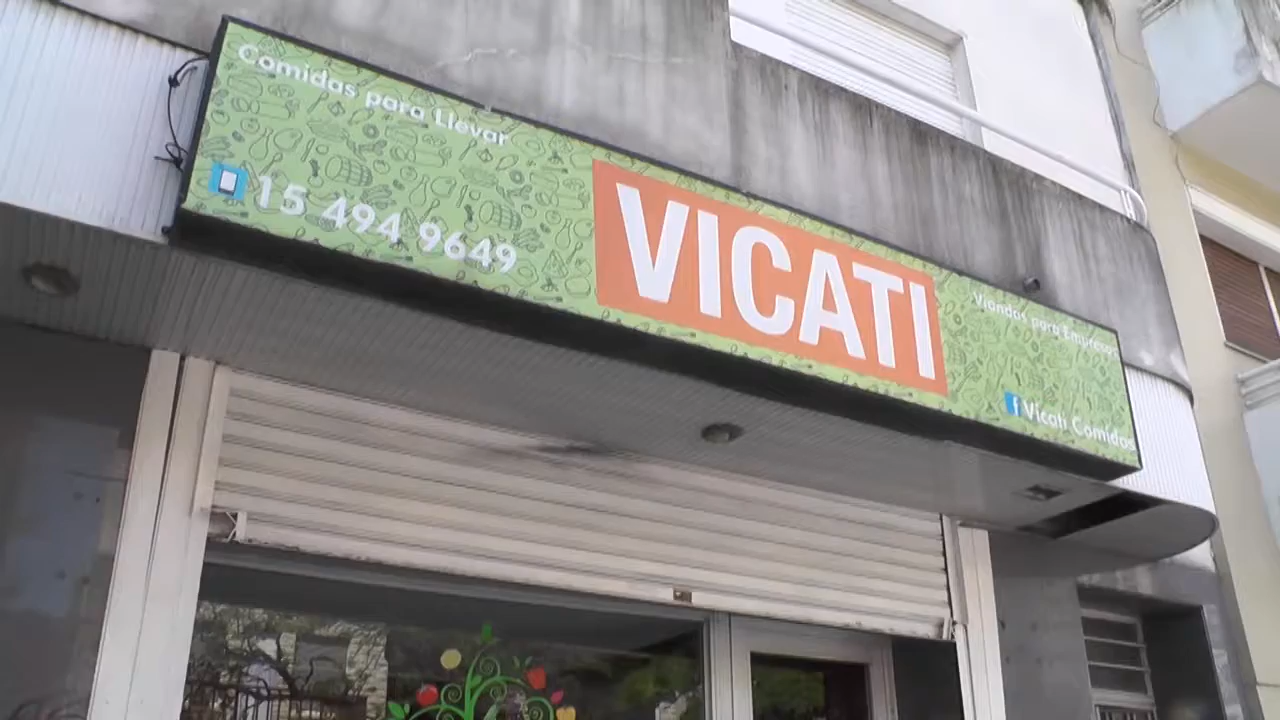 Comidas para Llevar
15 494 9649
VICATI
Viandas para Empresas
f Vicati Comidas